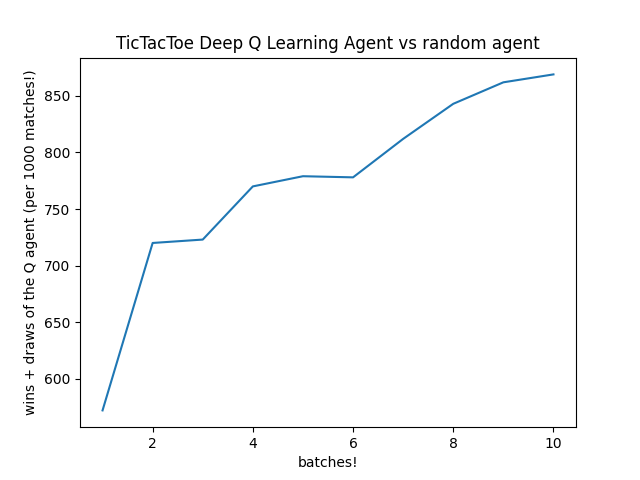 TicTacToe Deep Q Learning Agent vs random agent
wins + draws of the Q agent (per 1000 matches!)
850
800
750
700
650
600
2 4 6 8 10
batches!